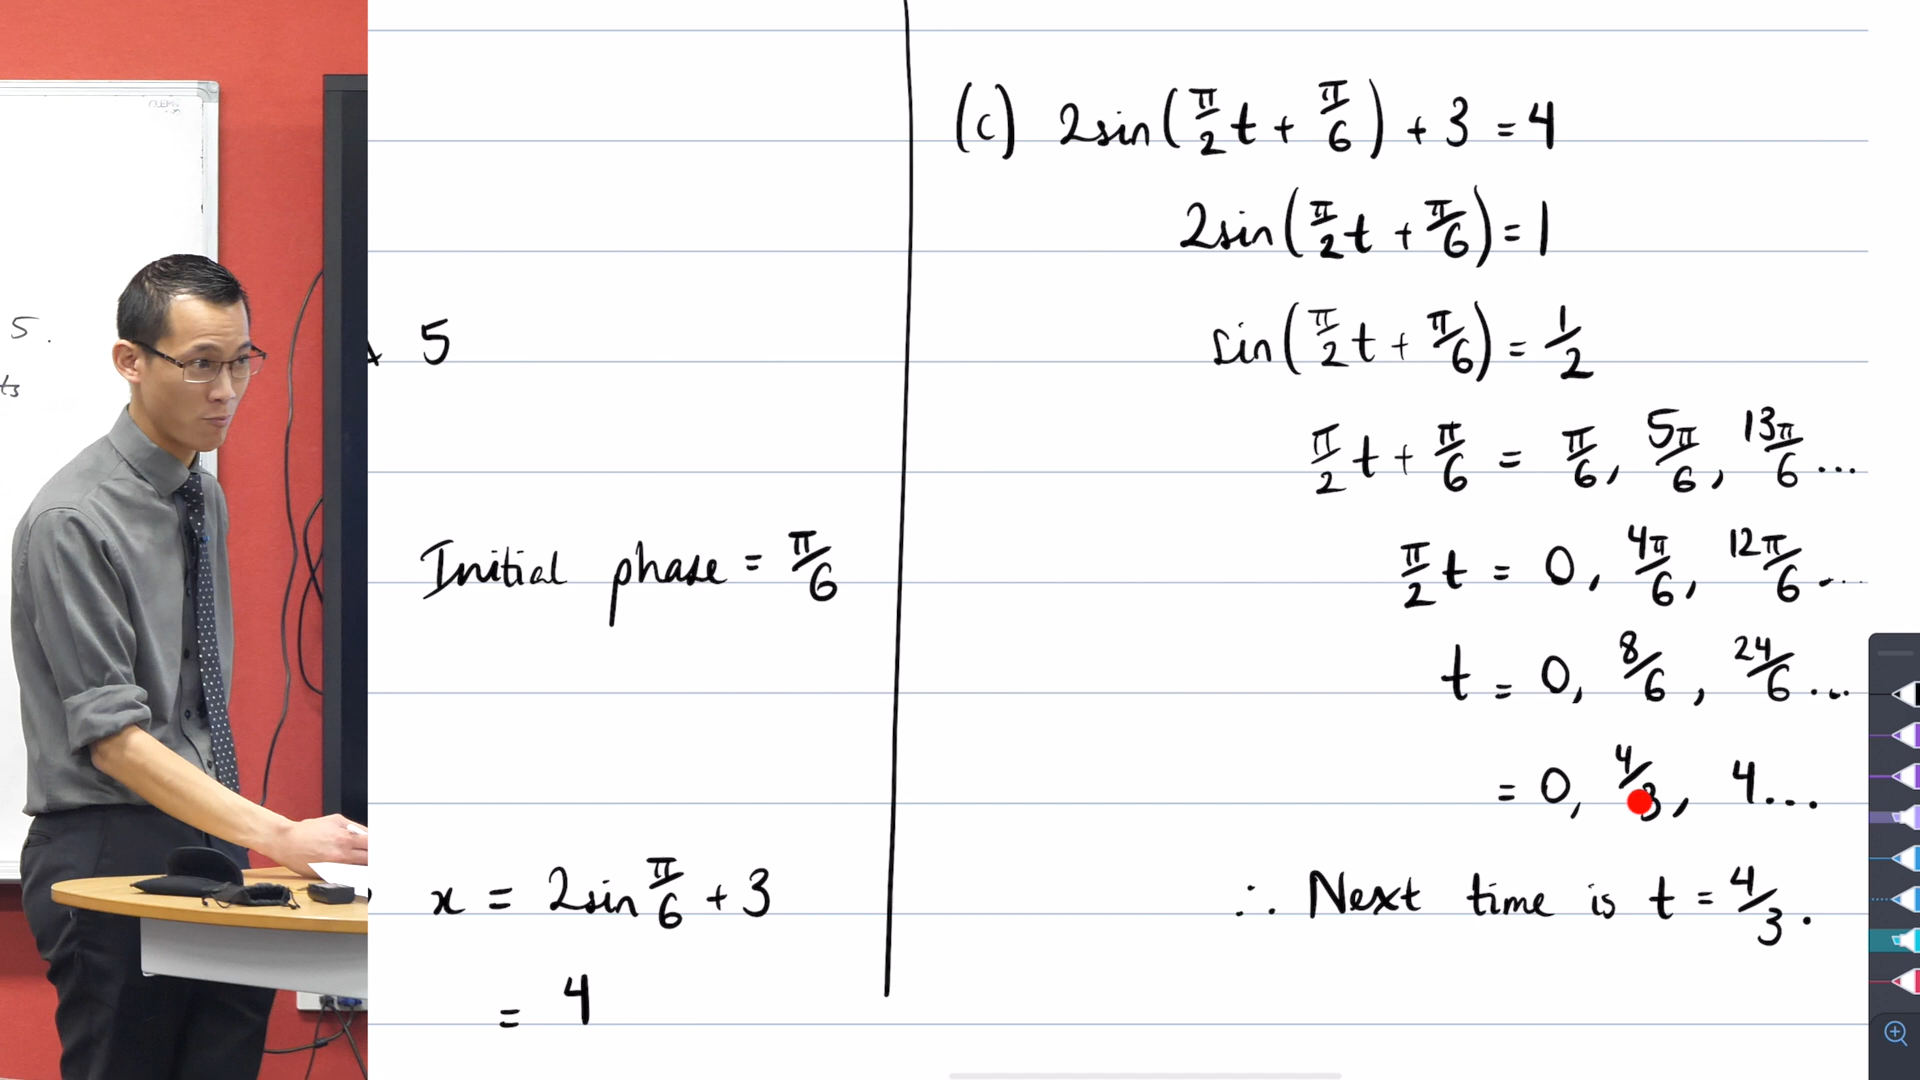 5.
ts
5
Initial phase = π/6
x = 2sin π/6 + 3
= 4
(c) 2sin(π/2 t + π/6) + 3 = 4
2sin(π/2 t + π/6) = 1
sin(π/2 t + π/6) = 1/2
π/2 t + π/6 = π/6, 5π/6, 13π/6 ...
π/2 t = 0, 4π/6, 12π/6 ...
t = 0, 8/6, 24/6 ...
= 0, 4/3, 4...
∴ Next time is t = 4/3.